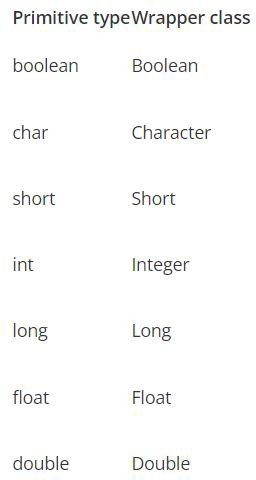 Primitive type Wrapper class
boolean Boolean
char Character
short Short
int Integer
long Long
float Float
double Double